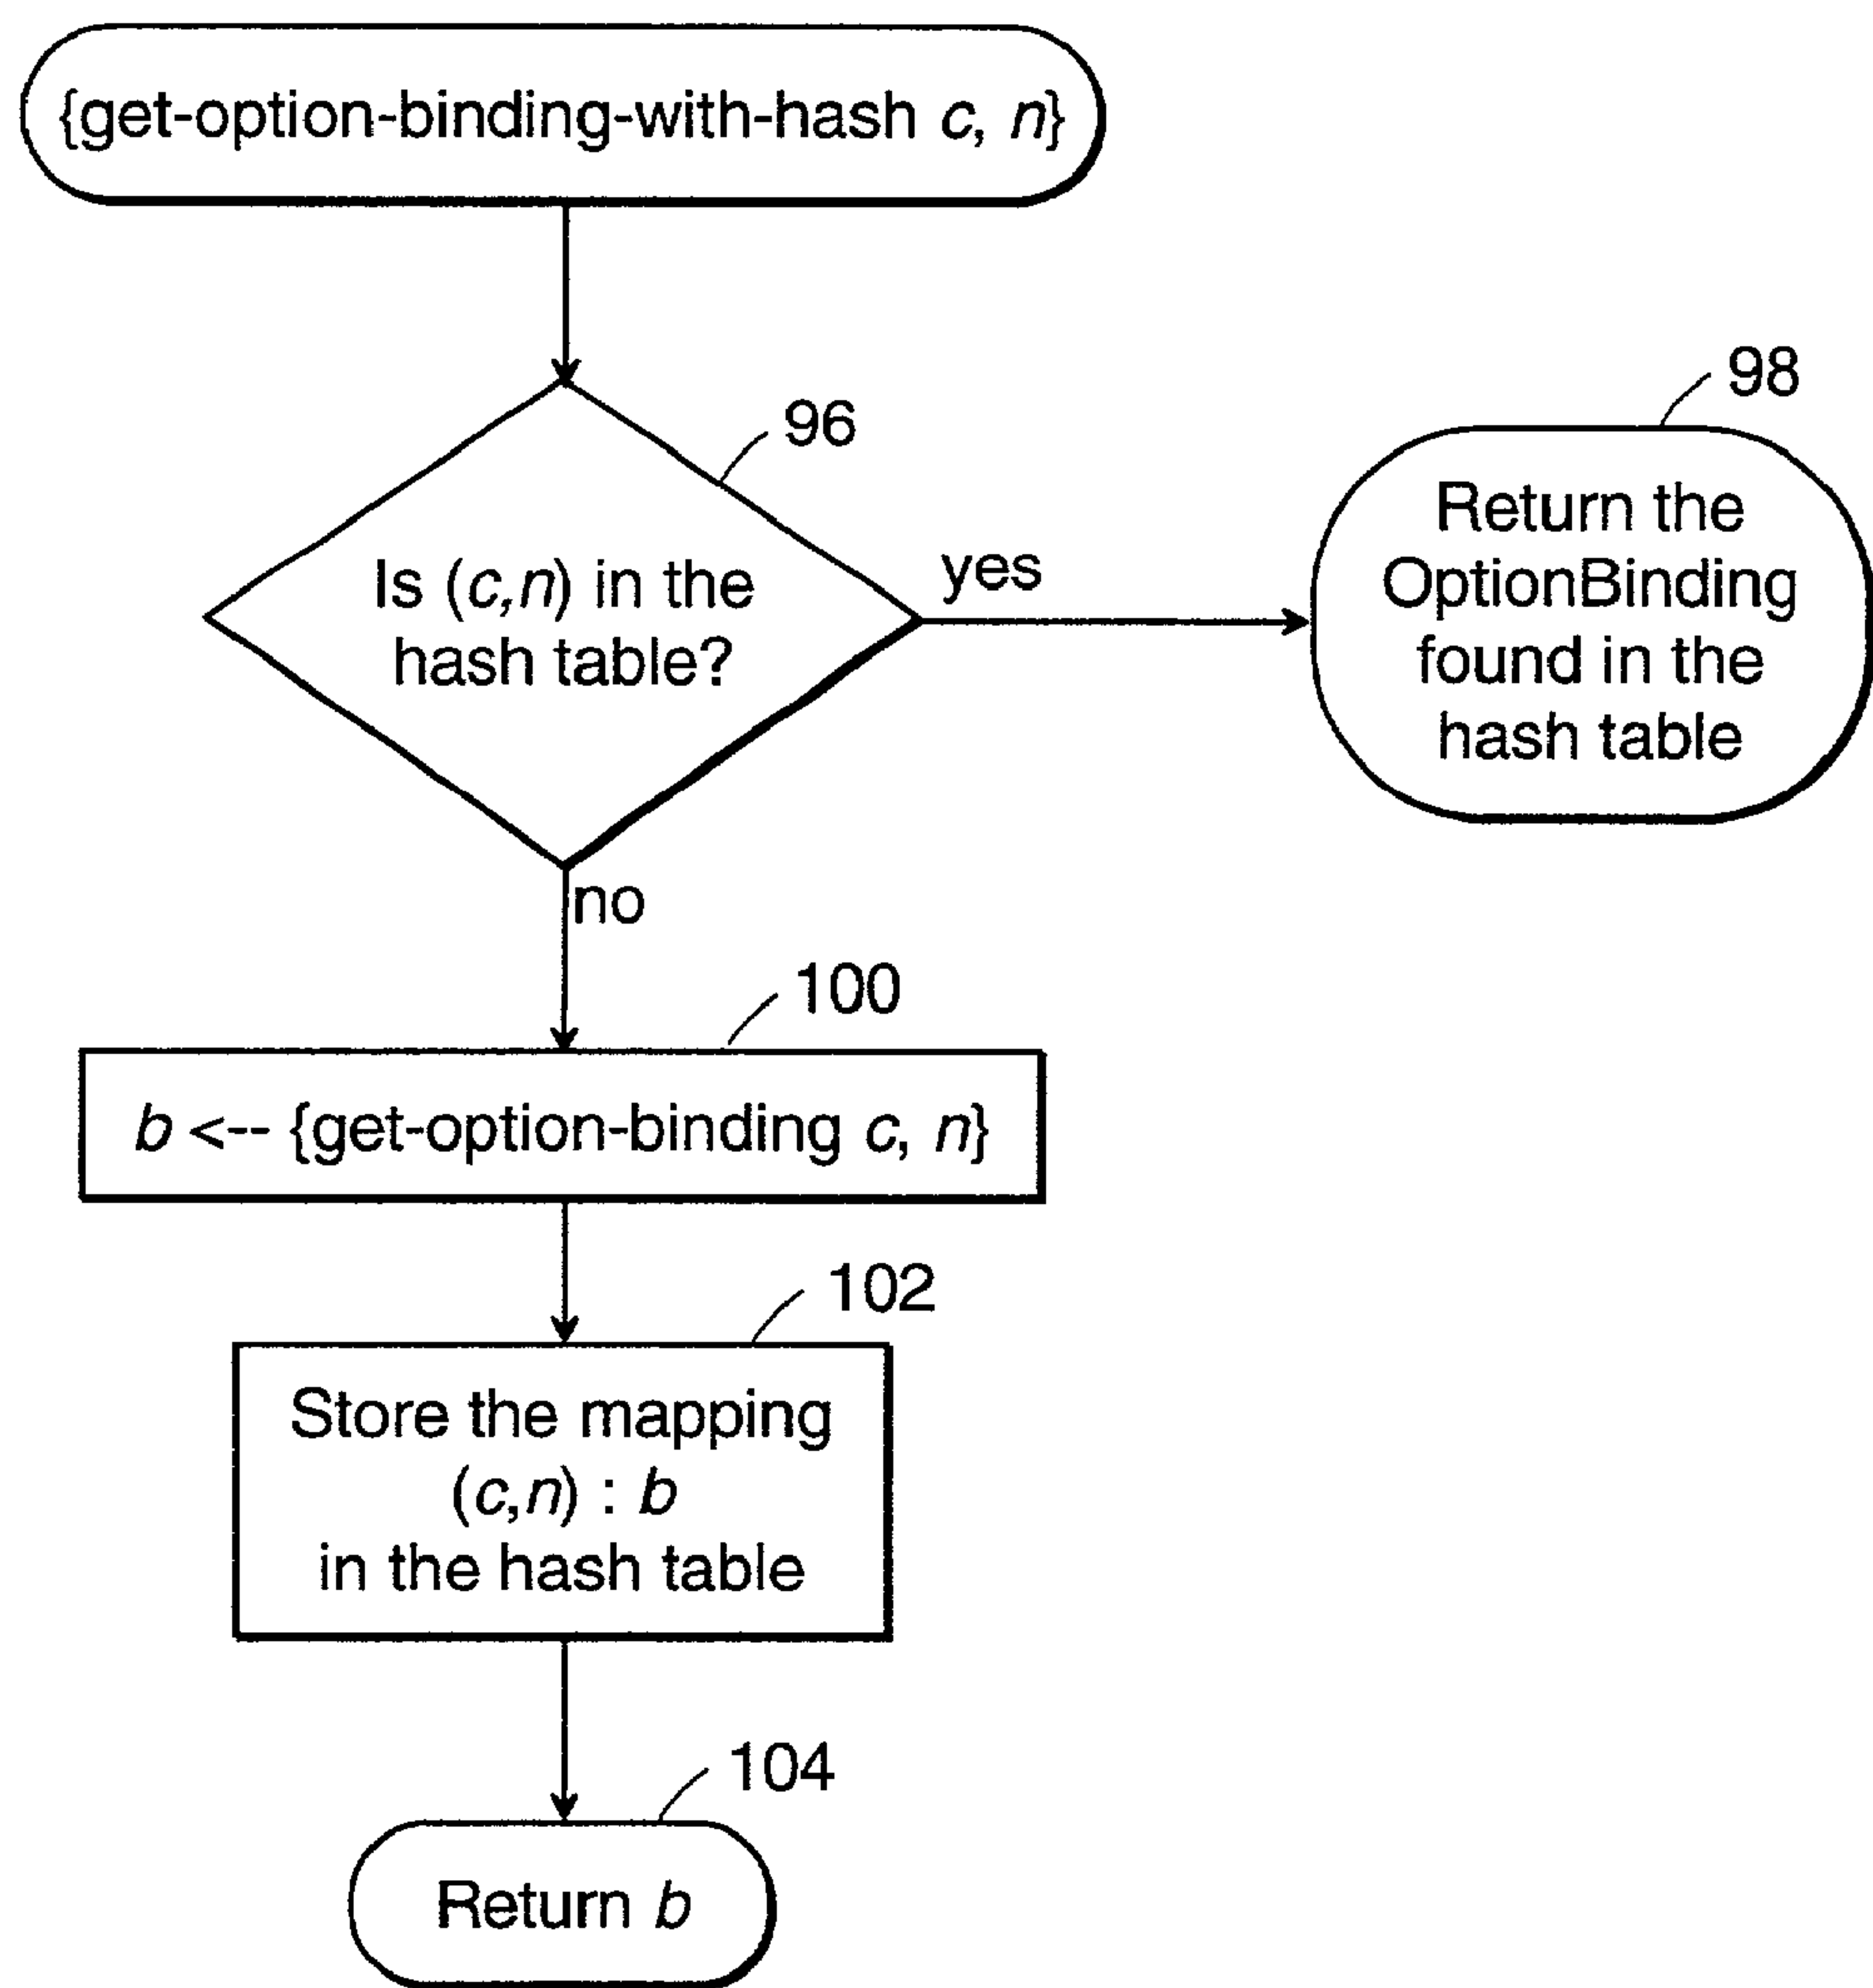 {get-option-binding-with-hash c, n}
96
Is (c,n) in the
hash table?
yes
98
Return the
OptionBinding
found in the
hash table
no
100
b <-- {get-option-binding c, n}
102
Store the mapping
(c,n) : b
in the hash table
104
Return b